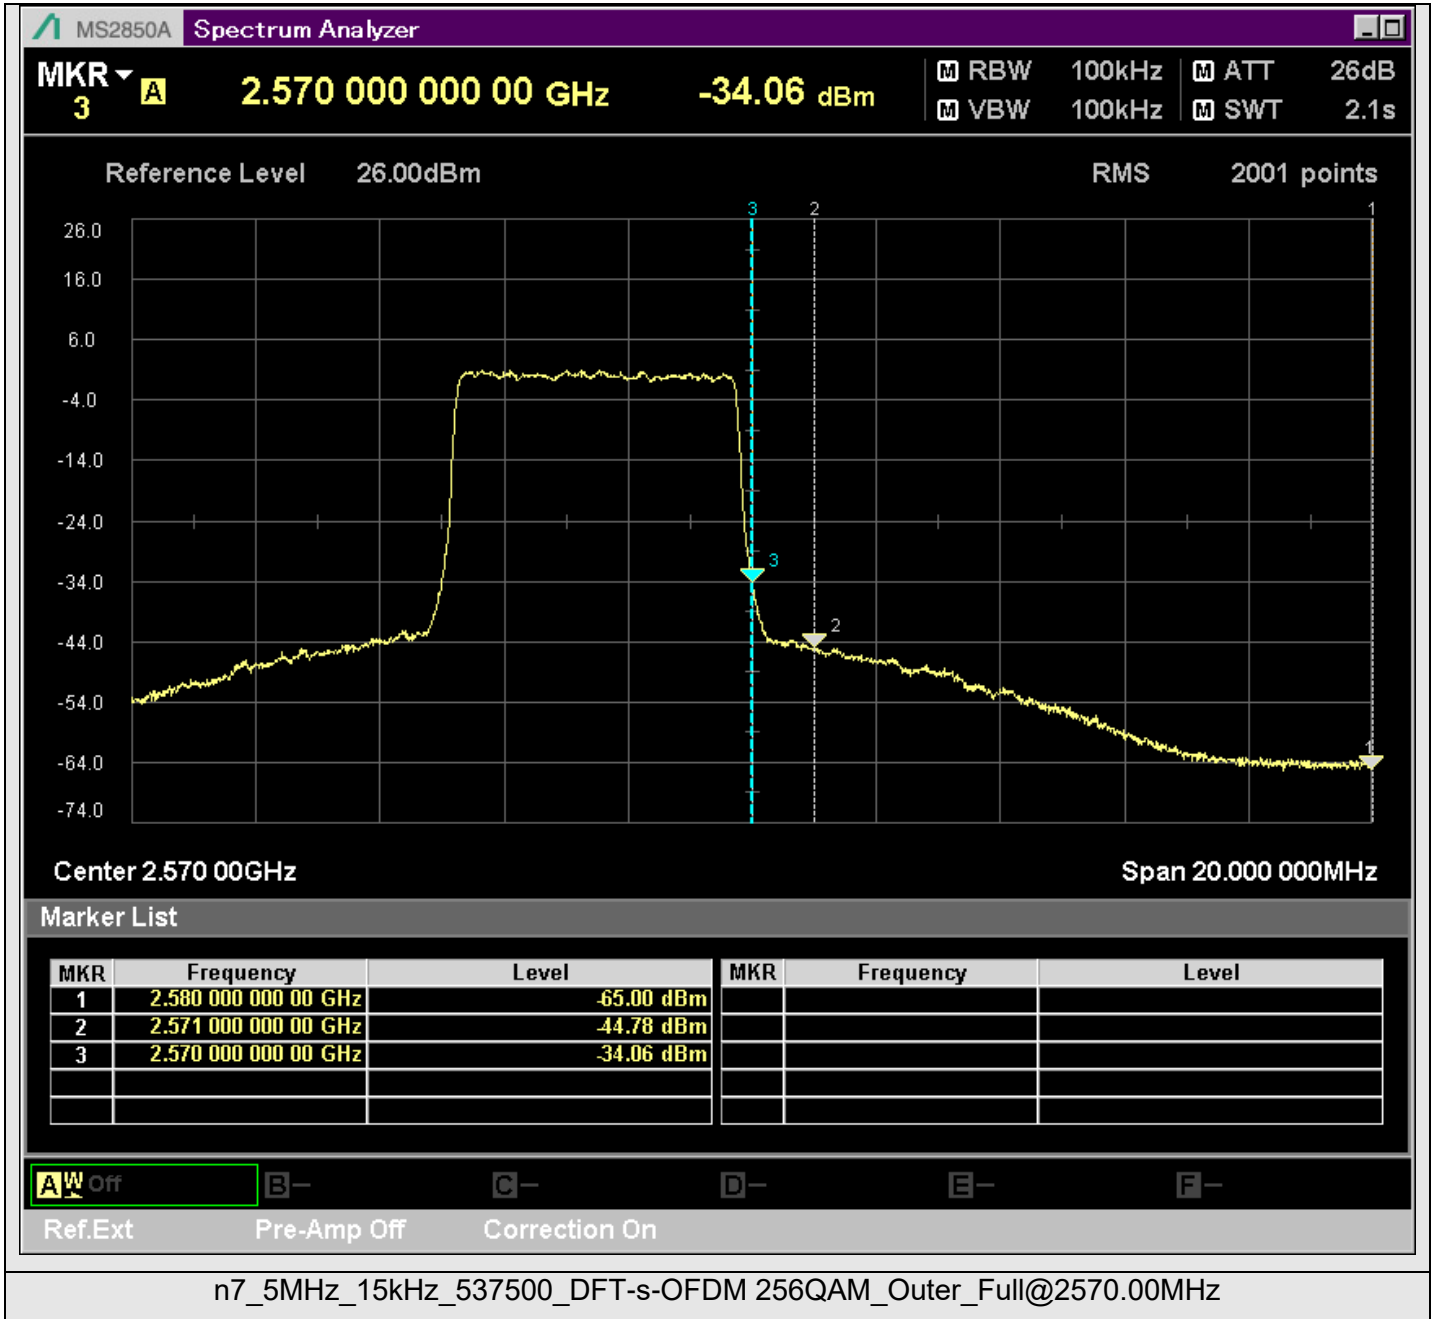 MS2850A Spectrum Analyzer
MKR A 2.570 000 000 00 GHz -34.06 dBm M RBW 100kHz M ATT 26dB
3 M VBW 100kHz M SWT 2.1s
Reference Level 26.00dBm RMS 2001 points
3 2 1
26.0
16.0
6.0
-4.0
-14.0
-24.0
3
-34.0
2
-44.0
-54.0
1
-64.0
-74.0
Center 2.570 00GHz Span 20.000 000MHz
Marker List
MKR Frequency Level MKR Frequency Level
1 2.580 000 000 00 GHz -65.00 dBm
2 2.571 000 000 00 GHz -44.78 dBm
3 2.570 000 000 00 GHz -34.06 dBm
A W Off B- C- D- E- F-
Ref.Ext Pre-Amp Off Correction On
n7_5MHz_15kHz_537500_DFT-s-OFDM 256QAM_Outer_Full@2570.00MHz